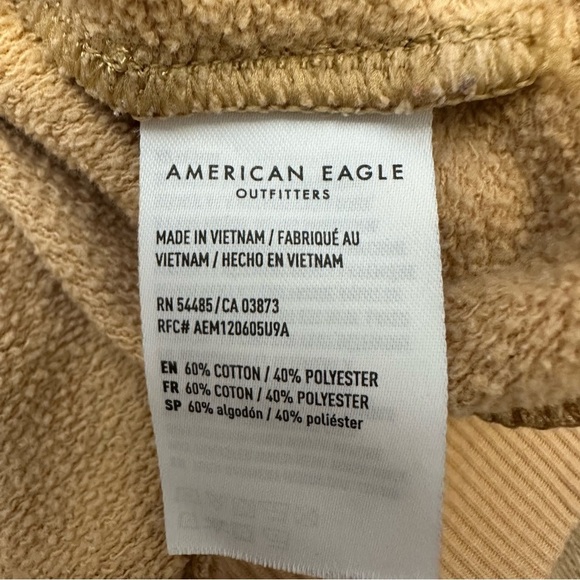 AMERICAN EAGLE
OUTFITTERS
MADE IN VIETNAM / FABRIQUÉ AU
VIETNAM / HECHO EN VIETNAM
RN 54485/CA 03873
RFC# AEM120605U9A
EN 60% COTTON / 40% POLYESTER
FR 60% COTON / 40% POLYESTER
SP 60% algodón / 40% poliéster